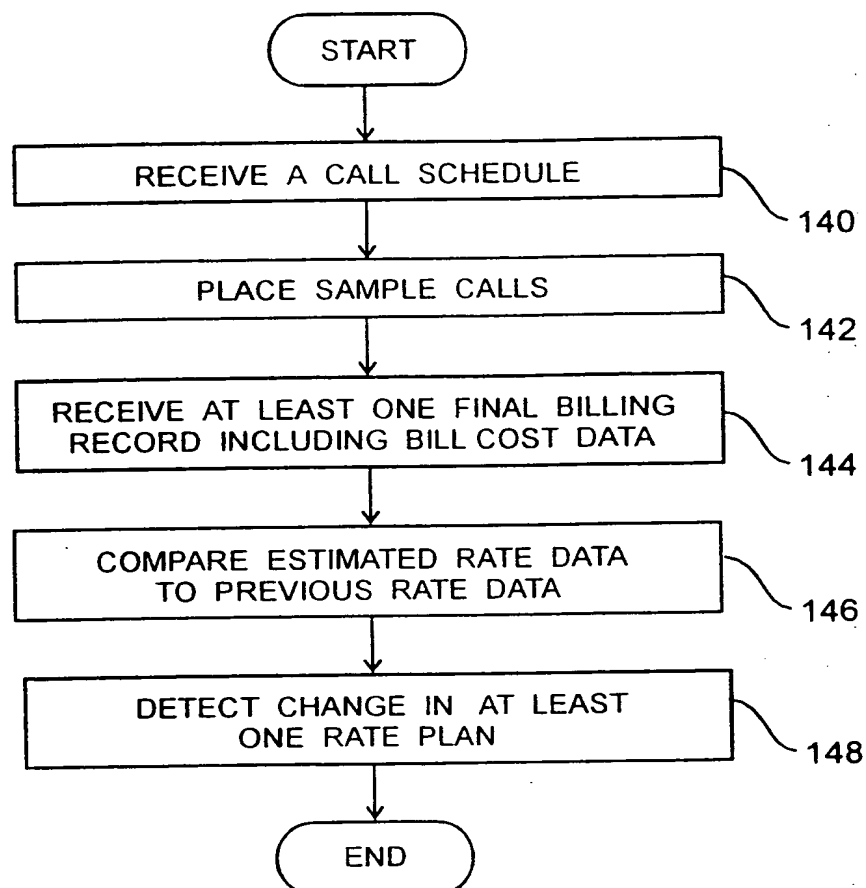 START
RECEIVE A CALL SCHEDULE
140
PLACE SAMPLE CALLS
142
RECEIVE AT LEAST ONE FINAL BILLING
RECORD INCLUDING BILL COST DATA
144
COMPARE ESTIMATED RATE DATA
TO PREVIOUS RATE DATA
146
DETECT CHANGE IN AT LEAST
ONE RATE PLAN
148
END